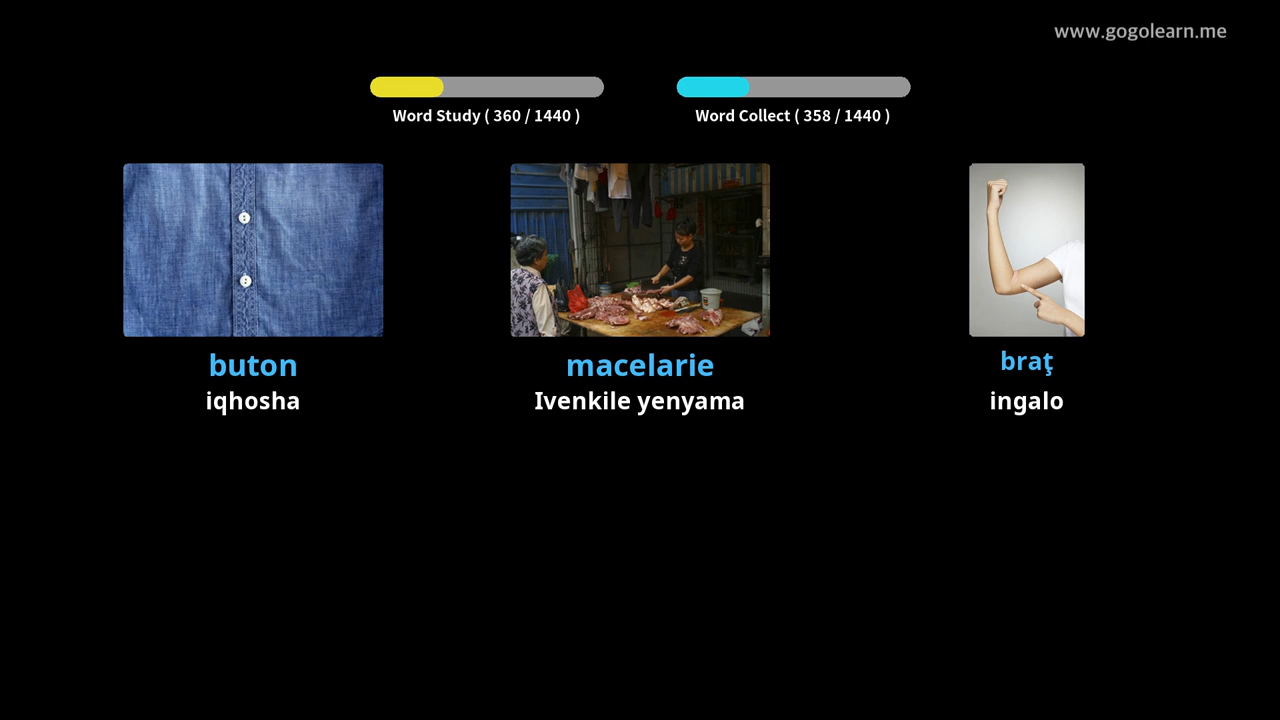 www.gogolearn.me
Word Study ( 360 / 1440 )
Word Collect ( 358 / 1440 )
buton
macelarie
braţ
iqhosha
Ivenkile yenyama
ingalo